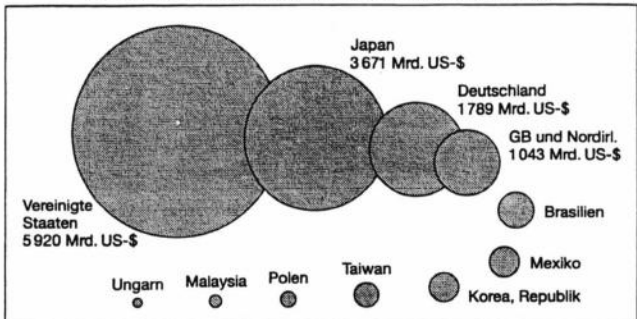 Japan
3 671 Mrd. US-$
Deutschland
1 789 Mrd. US-$
GB und Nordirl.
1 043 Mrd. US-$
Vereinigte
Staaten
5 920 Mrd. US-$
Brasilien
Mexiko
Korea, Republik
Taiwan
Polen
Malaysia
Ungarn